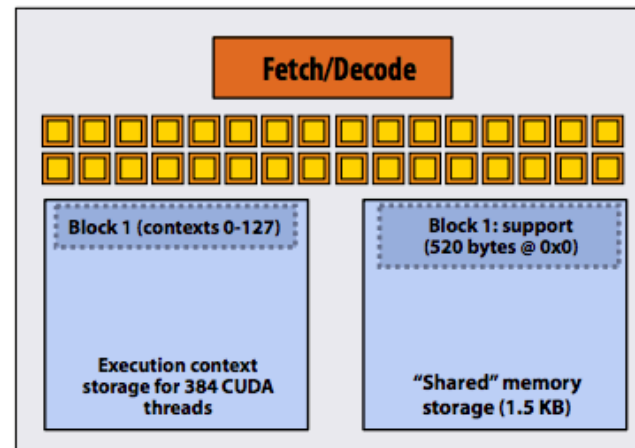 Fetch/Decode
Block 1 (contexts 0-127)
Execution context
storage for 384 CUDA
threads
Block 1: support
(520 bytes @ 0x0)
“Shared” memory
storage (1.5 KB)